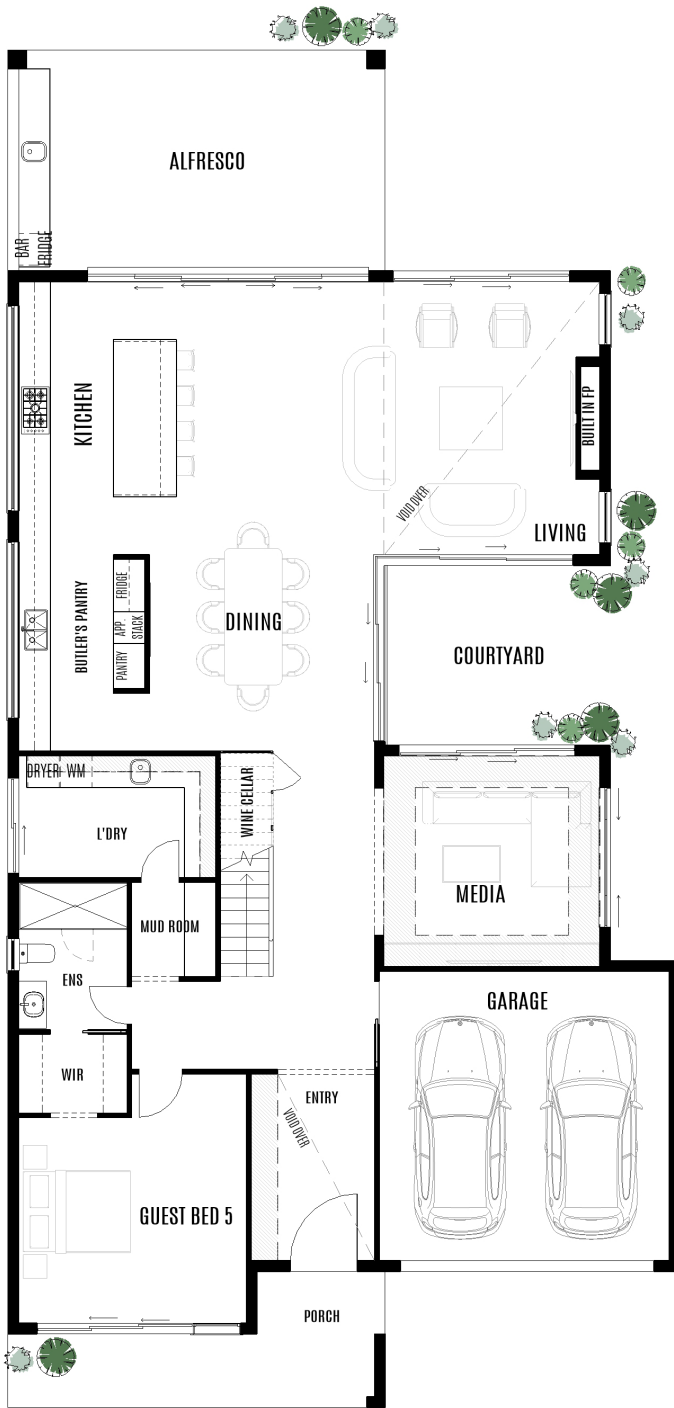 ALFRESCO
BAR
FRIDGE
KITCHEN
BUILT IN FP
VOID OVER
LIVING
BUTLER'S PANTRY
FRIDGE
APP.
STACK
PANTRY
DINING
COURTYARD
DRYER WM
WINE CELLAR
L'DRY
MEDIA
MUD ROOM
ENS
GARAGE
WIR
ENTRY
VOID OVER
GUEST BED 5
PORCH